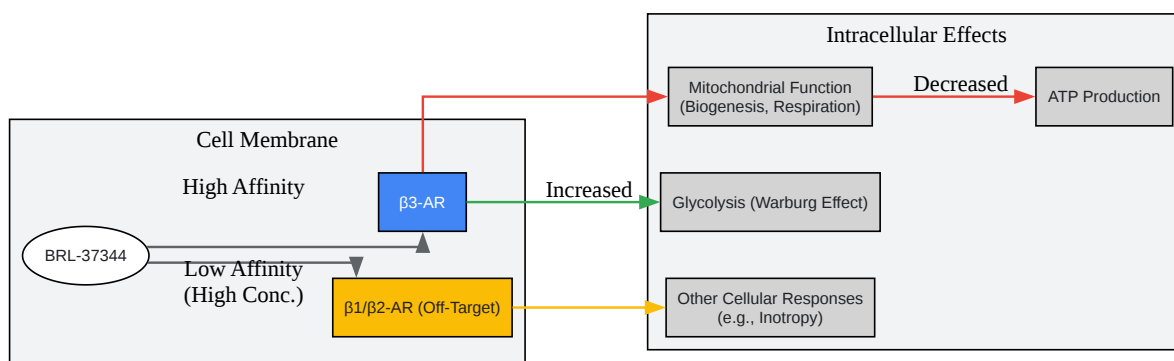 Intracellular Effects
Mitochondrial Function
(Biogenesis, Respiration)
Decreased
ATP Production
Cell Membrane
High Affinity
β3-AR
Increased
Glycolysis (Warburg Effect)
BRL-37344
Low Affinity
(High Conc.)
β1/β2-AR (Off-Target)
Other Cellular Responses
(e.g., Inotropy)